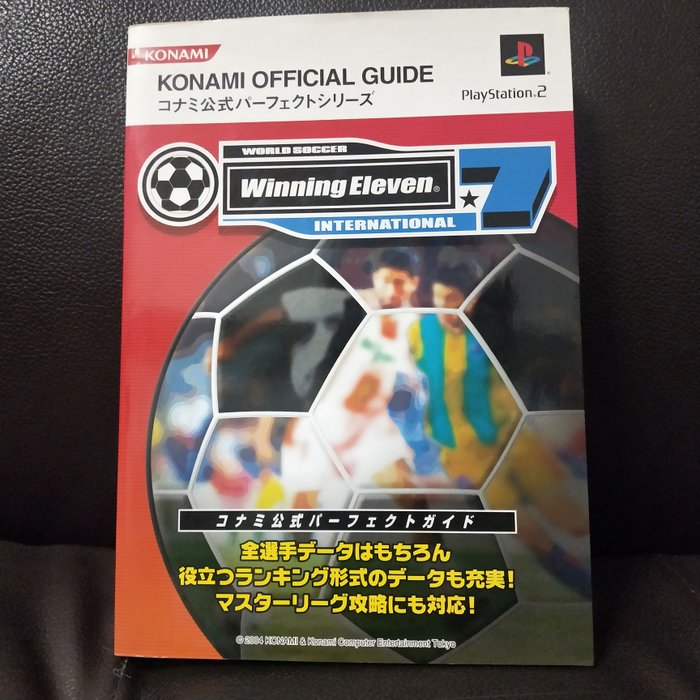 KONAMI
KONAMI OFFICIAL GUIDE
コナミ公式パーフェクトシリーズ
PlayStation®2
WORLD SOCCER
Winning Eleven®
★7
INTERNATIONAL
コナミ公式パーフェクトガイド
全選手データはもちろん
役立つランキング形式のデータも充実!
マスターリーグ攻略にも対応!
© 2004 KONAMI & Konami Computer Entertainment Tokyo